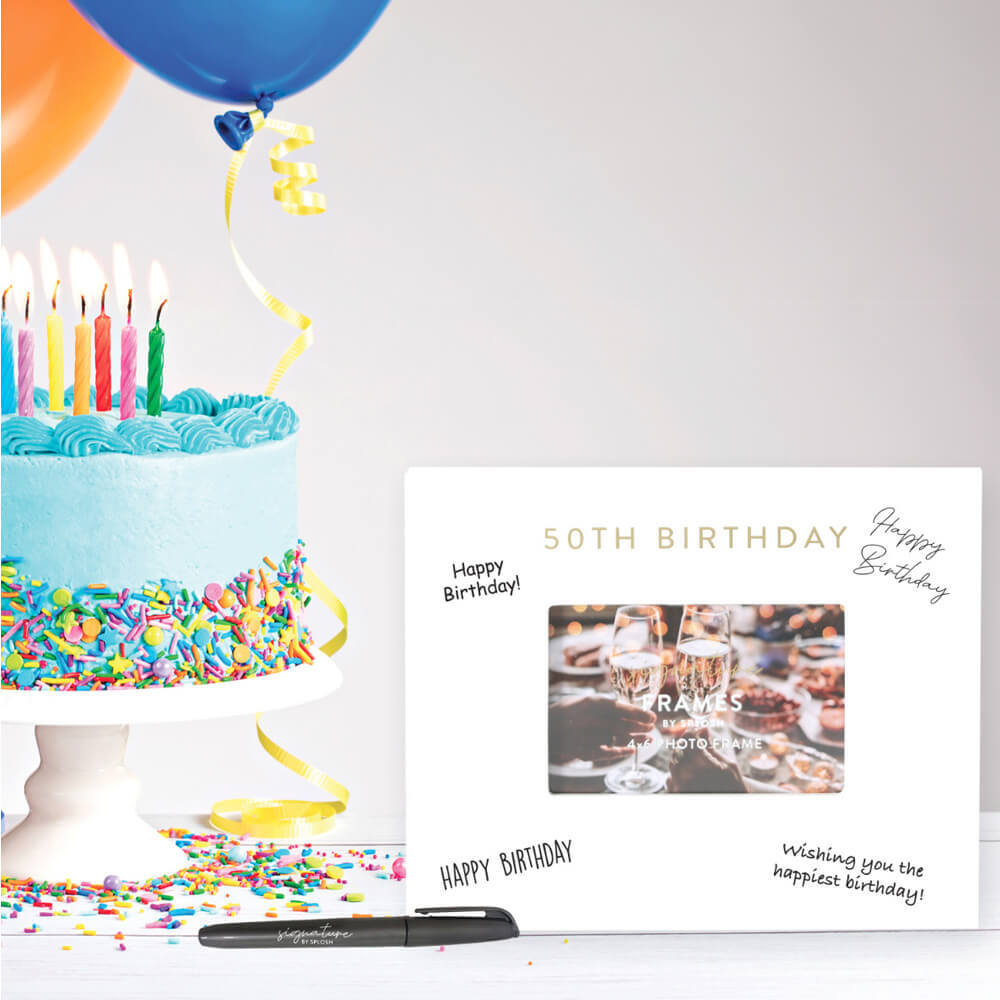 50TH BIRTHDAY
Happy
Birthday
Happy
Birthday!
FRAMES
BY SPLOSH
4x6 PHOTO FRAME
HAPPY BIRTHDAY
Wishing you the
happiest birthday!
signature
BY SPLOSH